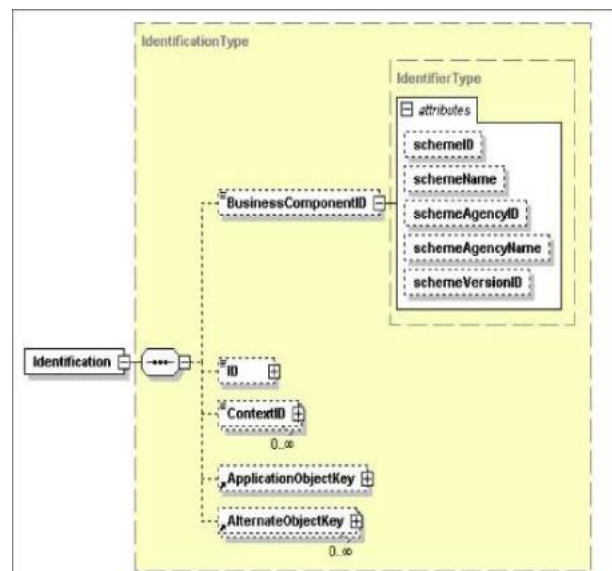 IdentificationType
IdentifierType
attributes
schemeID
schemeName
BusinessComponentID
schemeAgencyID
schemeAgencyName
schemeVersionID
Identification
ID
ContextID
0..∞
ApplicationObjectKey
AlternateObjectKey
0..∞